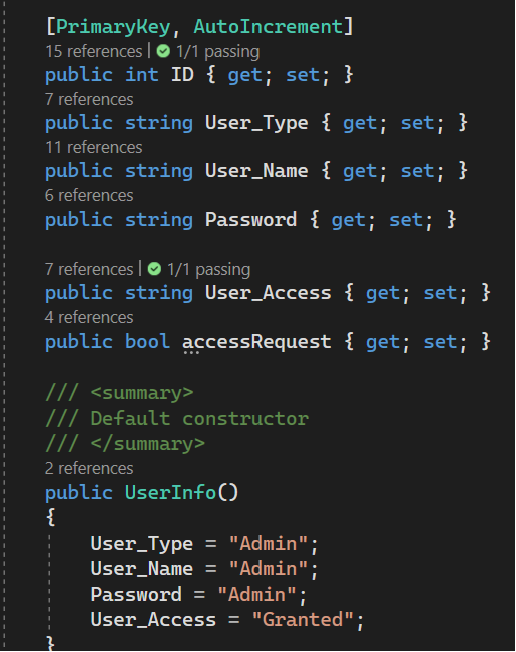 [PrimaryKey, AutoIncrement]
15 references | 1/1 passing
public int ID { get; set; }
7 references
public string User_Type { get; set; }
11 references
public string User_Name { get; set; }
6 references
public string Password { get; set; }
7 references | 1/1 passing
public string User_Access { get; set; }
4 references
public bool accessRequest { get; set; }
/// <summary>
/// Default constructor
/// </summary>
2 references
public UserInfo()
{
User_Type = "Admin";
User_Name = "Admin";
Password = "Admin";
User_Access = "Granted";
}